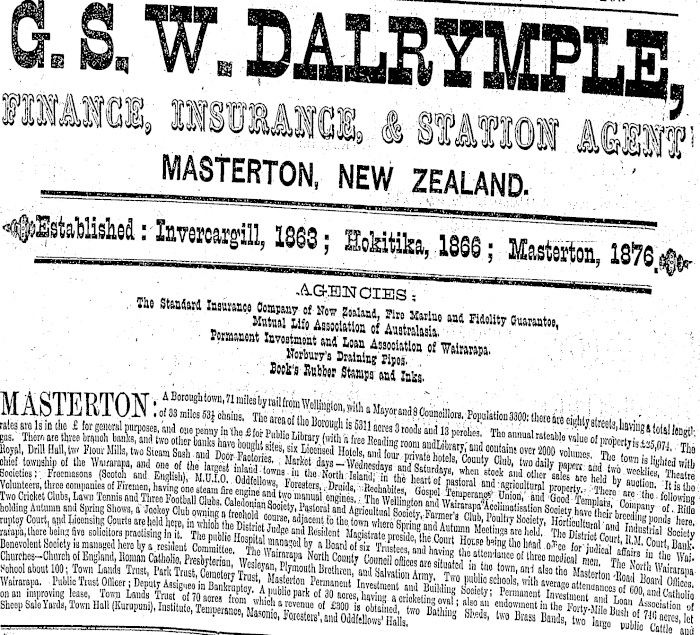 G. S. W. DALRYMPLE,
FINANCE, INSURANCE, & STATION AGENT
MASTERTON, NEW ZEALAND.
Established : Invercargill, 1863 ; Hokitika, 1866 ; Masterton, 1876.
AGENCIES :
The Standard Insurance Company of New Zealand, Fire Marine and Fidelity Guarantee,
Mutual Life Association of Australasia.
Permanent Investment and Loan Association of Wairarapa.
Norbury's Draining Pipes.
Book's Rubber Stamps and Inks.
MASTERTON : A Borough town, 71 miles by rail from Wellington, with a Mayor and 8 Councillors. Population 3300; there are eighty streets, having a total length
of 33 miles 53½ chains. The area of the Borough is 5311 acres 3 roods and 13 perches. The annual rateable value of property is £25,074. The
rates are 1s in the £ for general purposes, and one penny in the £ for Public Library (with a free Reading room and Library, and contains over 2000 volumes. The town is lighted with
gas. There are three branch banks, and two other banks have bought sites, six Licensed Hotels, and four private hotels, County Club, two daily papers and two weeklies, Theatre
Royal, Drill Hall, two Flour Mills, two Steam Sash and Door Factories. Market days—Wednesdays and Saturdays, when stock and other sales are held by auction. It is the
chief township of the Wairarapa, and one of the largest inland towns in the North Island, in the heart of pastoral and agricultural property. There are the following
Societies : Freemasons (Scotch and English), M.U.I.O. Oddfellows, Foresters, Druids, Rechabites, Gospel Temperance Union, and Good Templars, Company of Rifle
Volunteers, three companies of Firemen, having one steam fire engine and two manual engines. The Wellington and Wairarapa Acclimatisation Society have their breeding ponds here,
Two Cricket Clubs, Lawn Tennis and Three Football Clubs, Caledonian Society, Pastoral and Agricultural Society, Farmer's Club, Poultry Society, Horticultural and Industrial Society
holding Autumn and Spring Shows, a Jockey Club owning a freehold course, adjacent to the town where Spring and Autumn Meetings are held. The District Court, R.M. Court, Bank-
ruptcy Court, and Licensing Courts are held here, in which the District Judge and Resident Magistrate preside, the Court House being the head office for judicial affairs in the Wai-
rarapa, there being five solicitors practising in it. The public Hospital managed by a Board of six Trustees, and having the attendance of three medical men. The North Wairarapa
Benevolent Society is managed here by a resident Committee. The Wairarapa North County Council offices are situated in the town, and also the Masterton Road Board Offices.
Churches—Church of England, Roman Catholic, Presbyterian, Wesleyan, Plymouth Brethren, and Salvation Army. Two public schools, with average attenuances of 600, and Catholic
School about 100; Town Lands Trust, Park Trust, Cemetery Trust, Masterton Permanent Investment and Building Society; Permanent Investment and Loan Association of
Wairarapa. Public Trust Officer; Deputy Assignee in Bankruptcy. A public park of 30 acres, having a cricketing oval; also an endowment in the Forty-Mile Bush of 746 acres, let
on an improving lease, Town Lands Trust of 70 acres from which a revenue of £300 is obtained, two Bathing Sheds, two Brass Bands, two large public Cattle and
Sheep Sale Yards, Town Hall (Kurupuni), Institute, Temperance, Masonic, Foresters', and Oddfellows' Halls.